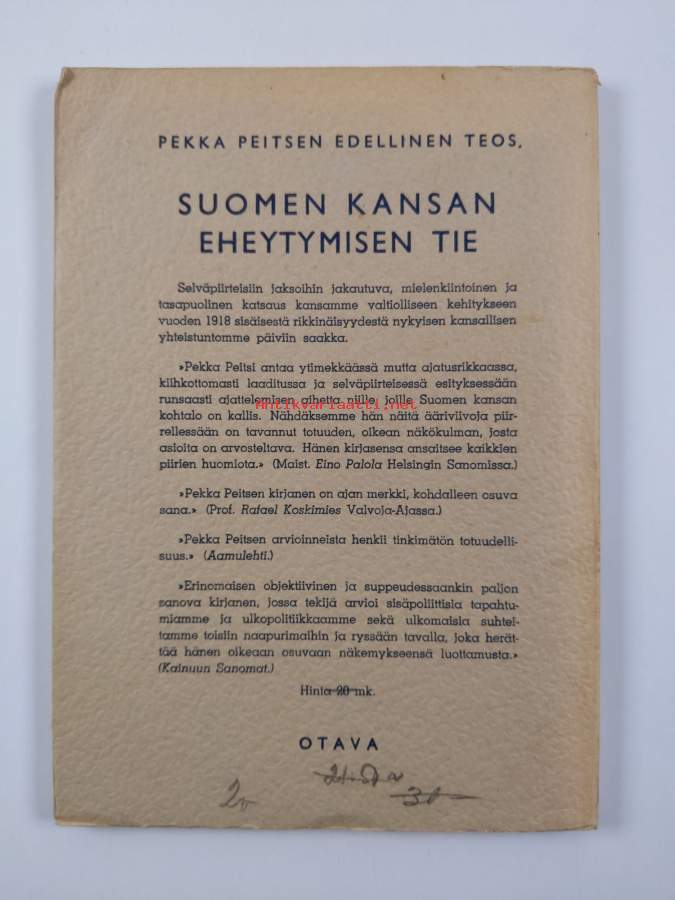 PEKKA PEITSEN EDELLINEN TEOS,
SUOMEN KANSAN
EHEYTYMISEN TIE
Selväpiirteisiin jaksoihin jakautuva, mielenkiintoinen ja
tasapuolinen katsaus kansamme valtiolliseen kehitykseen
vuoden 1918 sisäisestä rikkinäisyydestä nykyisen kansallisen
yhteistuntomme päiviin saakka.
»Pekka Peitsi antaa ytimekkäässä mutta ajatusrikkaassa,
kiihkottomasti laaditussa ja selväpiirteisessä esityksessään
runsaasti ajattelemisen aihetta niille, joille Suomen kansan
Antikvariaatti.net
kohtalo on kallis. Nähdäksemme hän näitä ääriviivoja piir-
rellessään on tavannut totuuden, oikean näkökulman, josta
asioita on arvosteltava. Hänen kirjasensa ansaitsee kaikkien
piirien huomiota.» (Maist. Eino Palola Helsingin Sanomissa.)
»Pekka Peitsen kirjanen on ajan merkki, kohdalleen osuva
sana.» (Prof. Rafael Koskimies Valvoja-Ajassa.)
»Pekka Peitsen arvioinneista henkii tinkimätön totuudelli-
suus.» (Aamulehti.)
»Erinomaisen objektiivinen ja suppeudessaankin paljon
sanova kirjanen, jossa tekijä arvioi sisäpoliittisia tapahtu-
miamme ja ulkopolitiikkaamme sekä ulkomaisia suhtei-
tamme toisiin naapurimaihin ja ryssään tavalla, joka herät-
tää hänen oikeaan osuvaan näkemykseensä luottamusta.»
(Kainuun Sanomat.)
Hinta 20 mk.
OTAVA